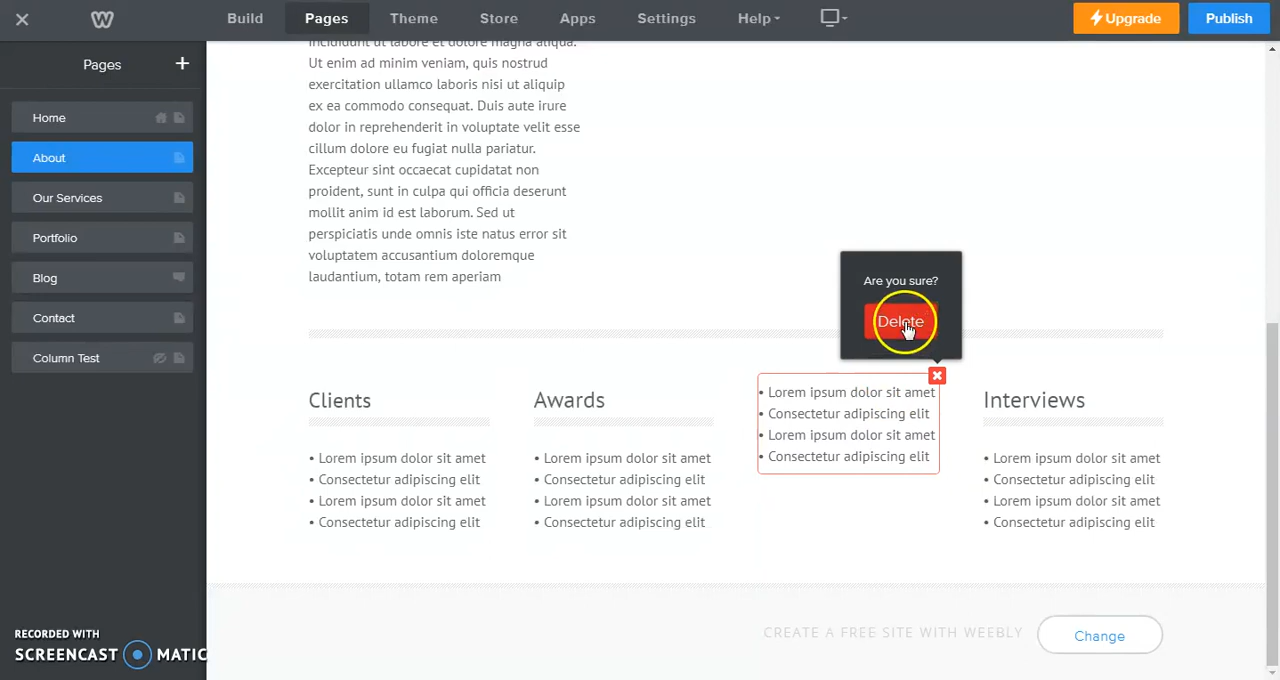 Build Pages Theme Store Apps Settings Help Upgrade Publish
Pages +
Home
About
Our Services
Portfolio
Blog
Contact
Column Test
incididunt ut labore et dolore magna aliqua.
Ut enim ad minim veniam, quis nostrud
exercitation ullamco laboris nisi ut aliquip
ex ea commodo consequat. Duis aute irure
dolor in reprehenderit in voluptate velit esse
cillum dolore eu fugiat nulla pariatur.
Excepteur sint occaecat cupidatat non
proident, sunt in culpa qui officia deserunt
mollit anim id est laborum. Sed ut
perspiciatis unde omnis iste natus error sit
voluptatem accusantium doloremque
laudantium, totam rem aperiam
Are you sure?
Delete
Clients
• Lorem ipsum dolor sit amet
• Consectetur adipiscing elit
• Lorem ipsum dolor sit amet
• Consectetur adipiscing elit
Awards
• Lorem ipsum dolor sit amet
• Consectetur adipiscing elit
• Lorem ipsum dolor sit amet
• Consectetur adipiscing elit
• Lorem ipsum dolor sit amet
• Consectetur adipiscing elit
• Lorem ipsum dolor sit amet
• Consectetur adipiscing elit
Interviews
• Lorem ipsum dolor sit amet
• Consectetur adipiscing elit
• Lorem ipsum dolor sit amet
• Consectetur adipiscing elit
CREATE A FREE SITE WITH WEEBLY
Change
RECORDED WITH
SCREENCAST MATIC